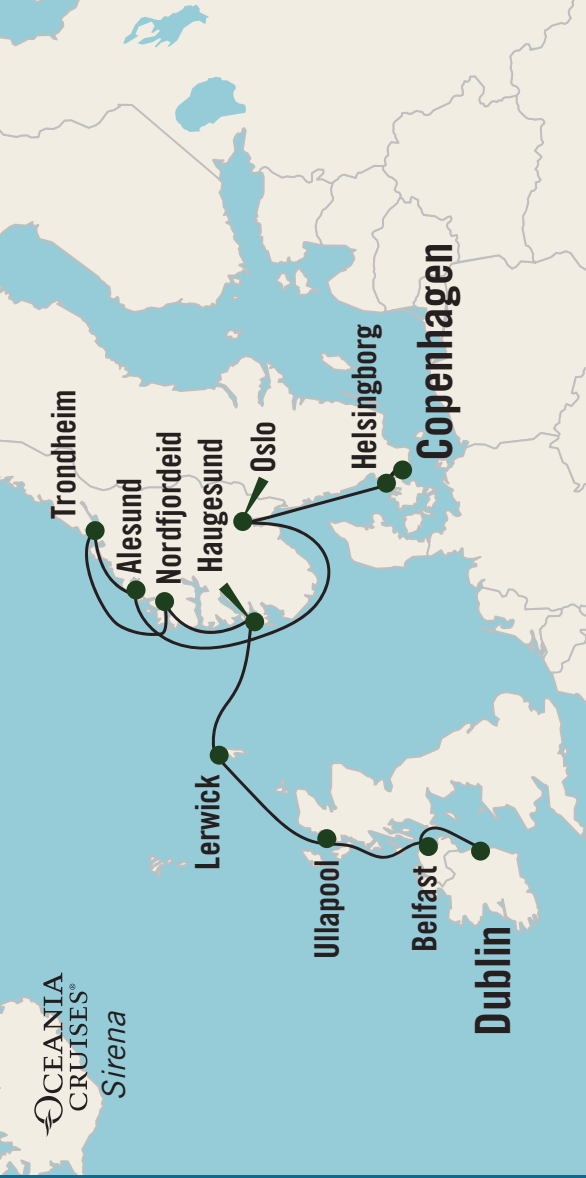 OCEANIA
CRUISES®
Sirena
Trondheim
Alesund
Nordfjordeid
Haugesund
Oslo
Helsingborg
Copenhagen
Lerwick
Ullapool
Belfast
Dublin